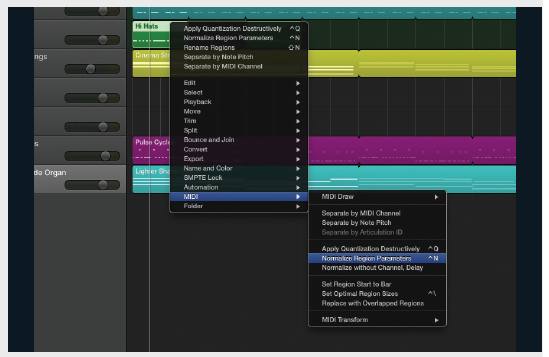 Hi Hats
ngs
Cinema St
s
Pulse Cycl
de Organ
Lighter Sha
Apply Quantization Destructively ^Q
Normalize Region Parameters ^N
Rename Regions ⇧N
Separate by Note Pitch
Separate by MIDI Channel
Edit
Select
Playback
Move
Trim
Split
Bounce and Join
Convert
Export
Name and Color
SMPTE Lock
Automation
MIDI
Folder
MIDI Draw
Separate by MIDI Channel
Separate by Note Pitch
Separate by Articulation ID
Apply Quantization Destructively ^Q
Normalize Region Parameters ^N
Normalize without Channel, Delay
Set Region Start to Bar
Set Optimal Region Sizes ^\
Replace with Overlapped Regions
MIDI Transform